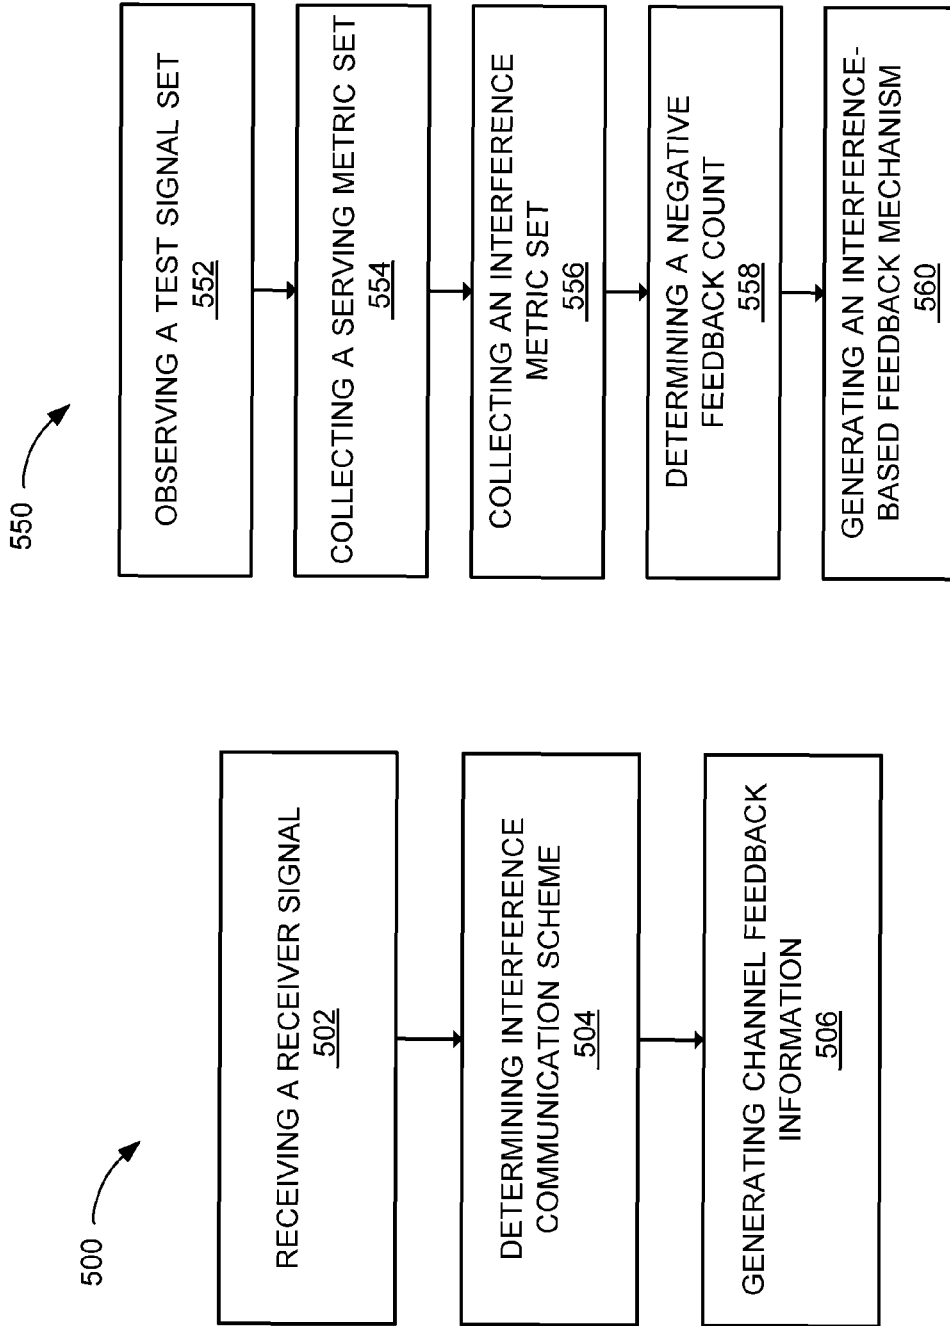 500
RECEIVING A RECEIVER SIGNAL
502
DETERMINING INTERFERENCE
COMMUNICATION SCHEME
504
GENERATING CHANNEL FEEDBACK
INFORMATION
506
550
OBSERVING A TEST SIGNAL SET
552
COLLECTING A SERVING METRIC SET
554
COLLECTING AN INTERFERENCE
METRIC SET
556
DETERMINING A NEGATIVE
FEEDBACK COUNT
558
GENERATING AN INTERFERENCE-
BASED FEEDBACK MECHANISM
560